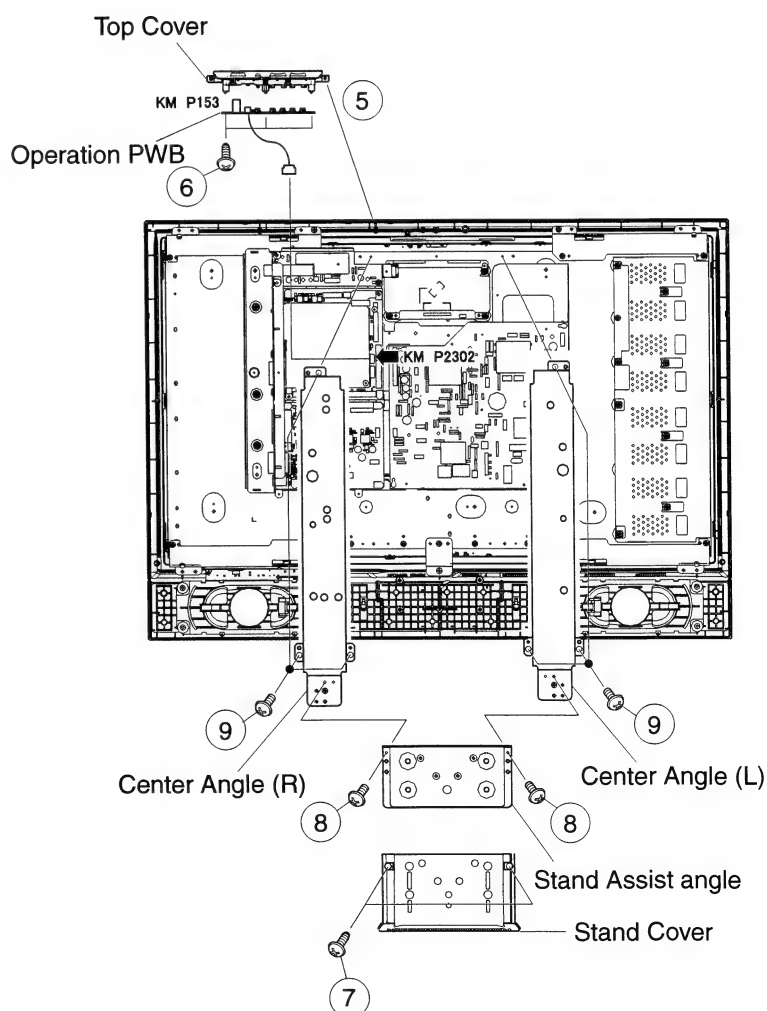 Top Cover
KM P153
5
Operation PWB
6
KM P2302
9
9
Center Angle (R)
Center Angle (L)
8
8
Stand Assist angle
Stand Cover
7